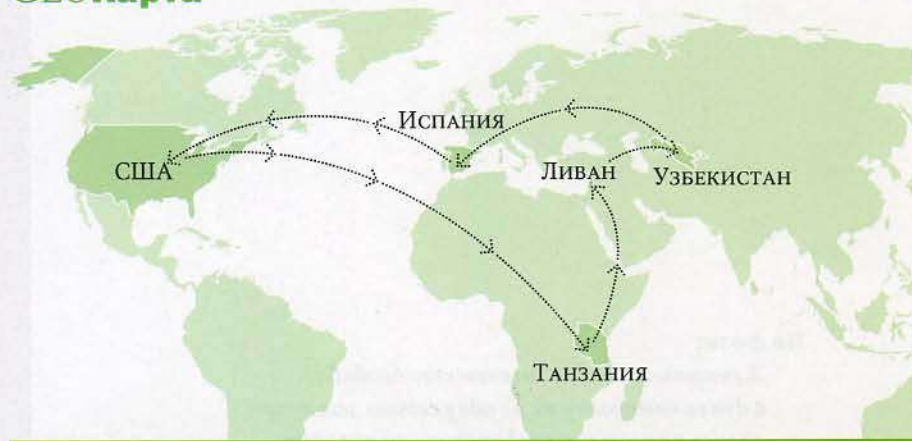 Испания
США
Ливан
Узбекистан
Танзания